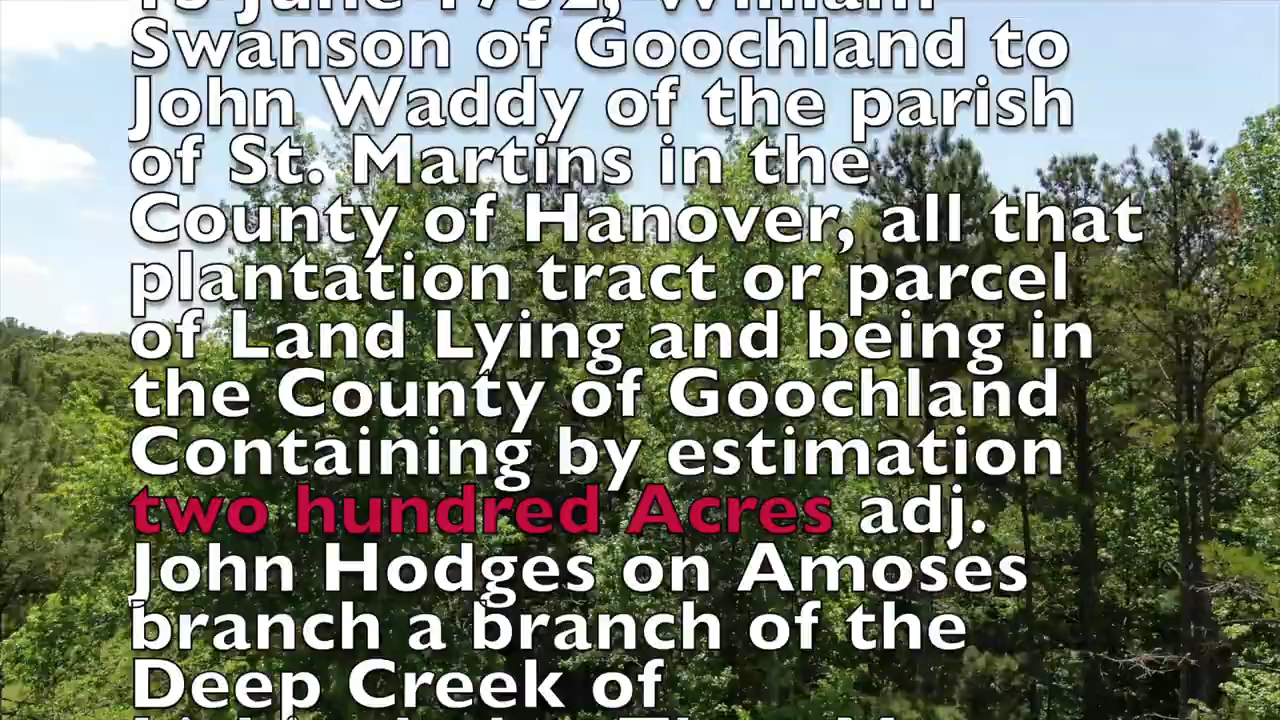 June William
Swanson of Goochland to
John Waddy of the parish
of St. Martins in the
County of Hanover, all that
plantation tract or parcel
of Land Lying and being in
the County of Goochland
Containing by estimation
two hundred Acres adj.
John Hodges on Amoses
branch a branch of the
Deep Creek of